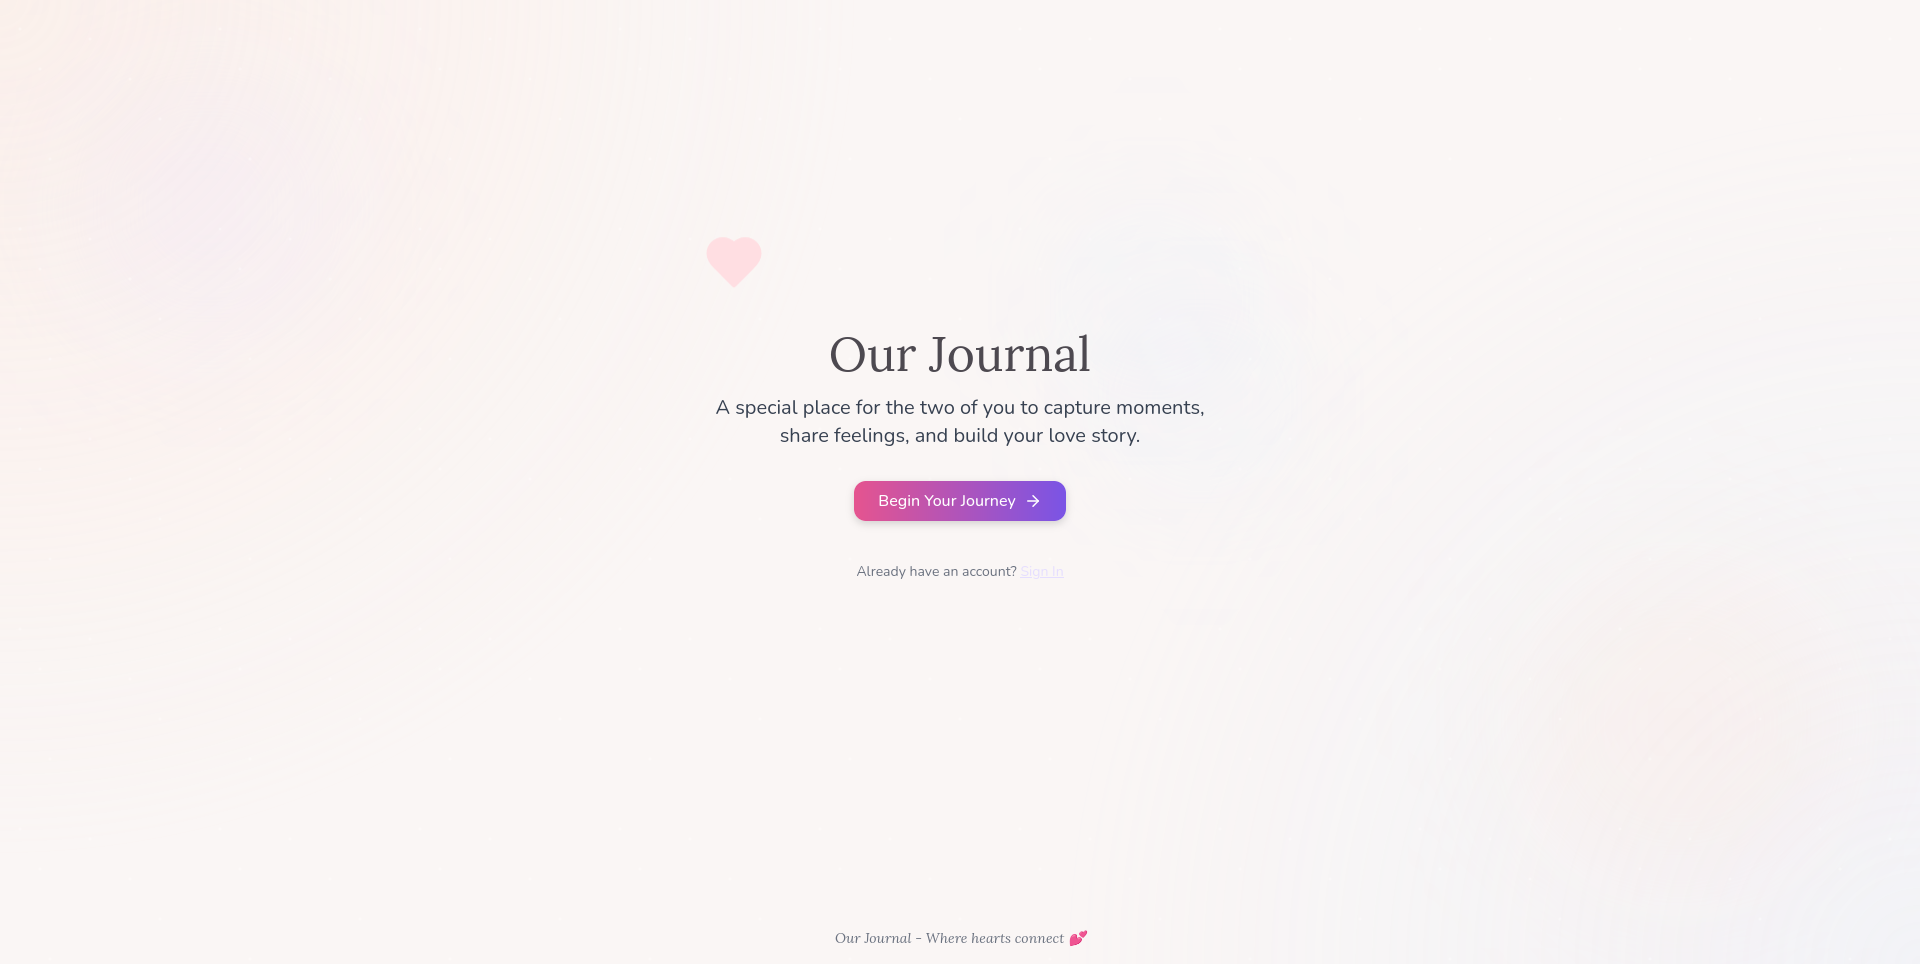 Our Journal
A special place for the two of you to capture moments,
share feelings, and build your love story.
Begin Your Journey →
Already have an account? Sign In
Our Journal - Where hearts connect 💕